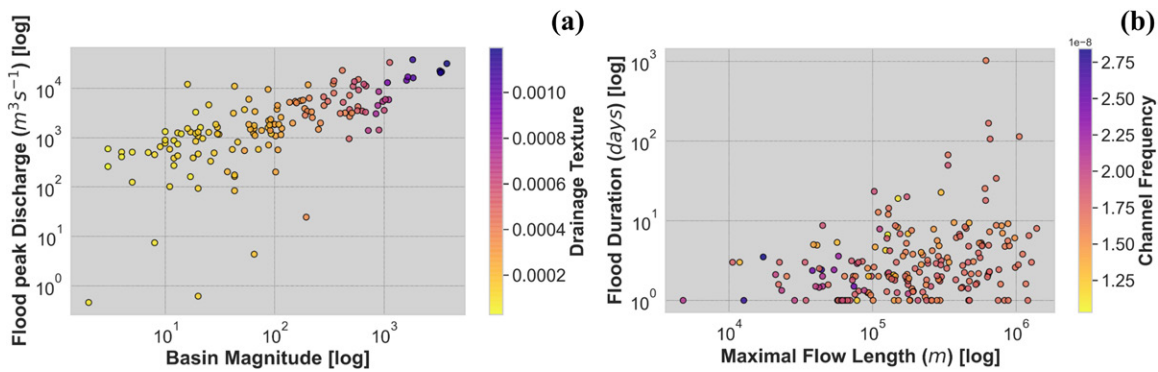 (a)
Flood peak Discharge (m³s⁻¹) [log]
10⁴
10³
10²
10¹
10⁰
10¹ 10² 10³
Basin Magnitude [log]
0.0010
0.0008
0.0006
0.0004
0.0002
Drainage Texture
(b)
Flood Duration (days) [log]
10³
10²
10¹
10⁰
10⁴ 10⁵ 10⁶
Maximal Flow Length (m) [log]
1e-8
2.75
2.50
2.25
2.00
1.75
1.50
1.25
Channel Frequency